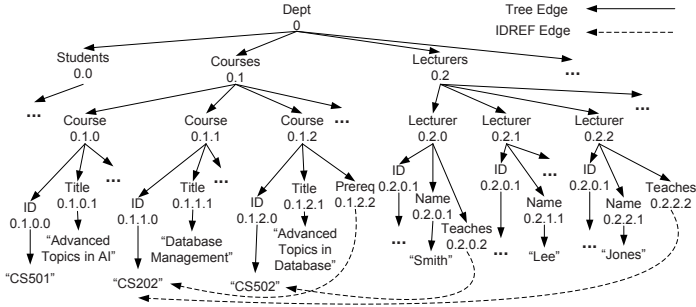 Dept
0
Tree Edge
IDREF Edge
Students
0.0
Courses
0.1
Lecturers
0.2
...
...
Course
0.1.0
Course
0.1.1
Course
0.1.2
...
Lecturer
0.2.0
Lecturer
0.2.1
Lecturer
0.2.2
...
ID
0.1.0.0
Title
0.1.0.1
...
ID
0.1.1.0
Title
0.1.1.1
...
ID
0.1.2.0
Title
0.1.2.1
Prereq
0.1.2.2
ID
0.2.0.1
Name
0.2.0.1
Teaches
0.2.0.2
ID
0.2.0.1
...
Name
0.2.1.1
ID
0.2.0.1
Name
0.2.2.1
Teaches
0.2.2.2
"Advanced
Topics in AI"
"Database
Management"
"Advanced
Topics in
Database"
...
"Smith"
...
"Lee"
...
"Jones"
"CS501"
"CS202"
"CS502"